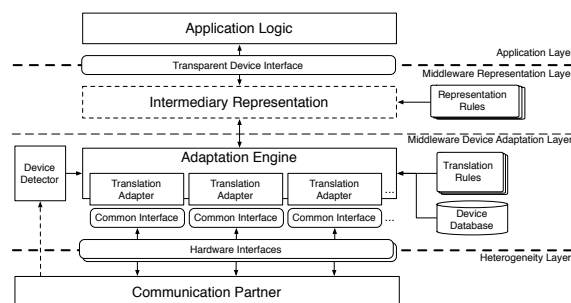 Application Logic
Application Layer
Transparent Device Interface
Middleware Representation Layer
Intermediary Representation
Representation
Rules
Middleware Device Adaptation Layer
Device
Detector
Adaptation Engine
Translation
Adapter
Translation
Adapter
Translation
Adapter
...
Translation
Rules
Common Interface
Common Interface
Common Interface
...
Device
Database
Hardware Interfaces
Heterogeneity Layer
Communication Partner